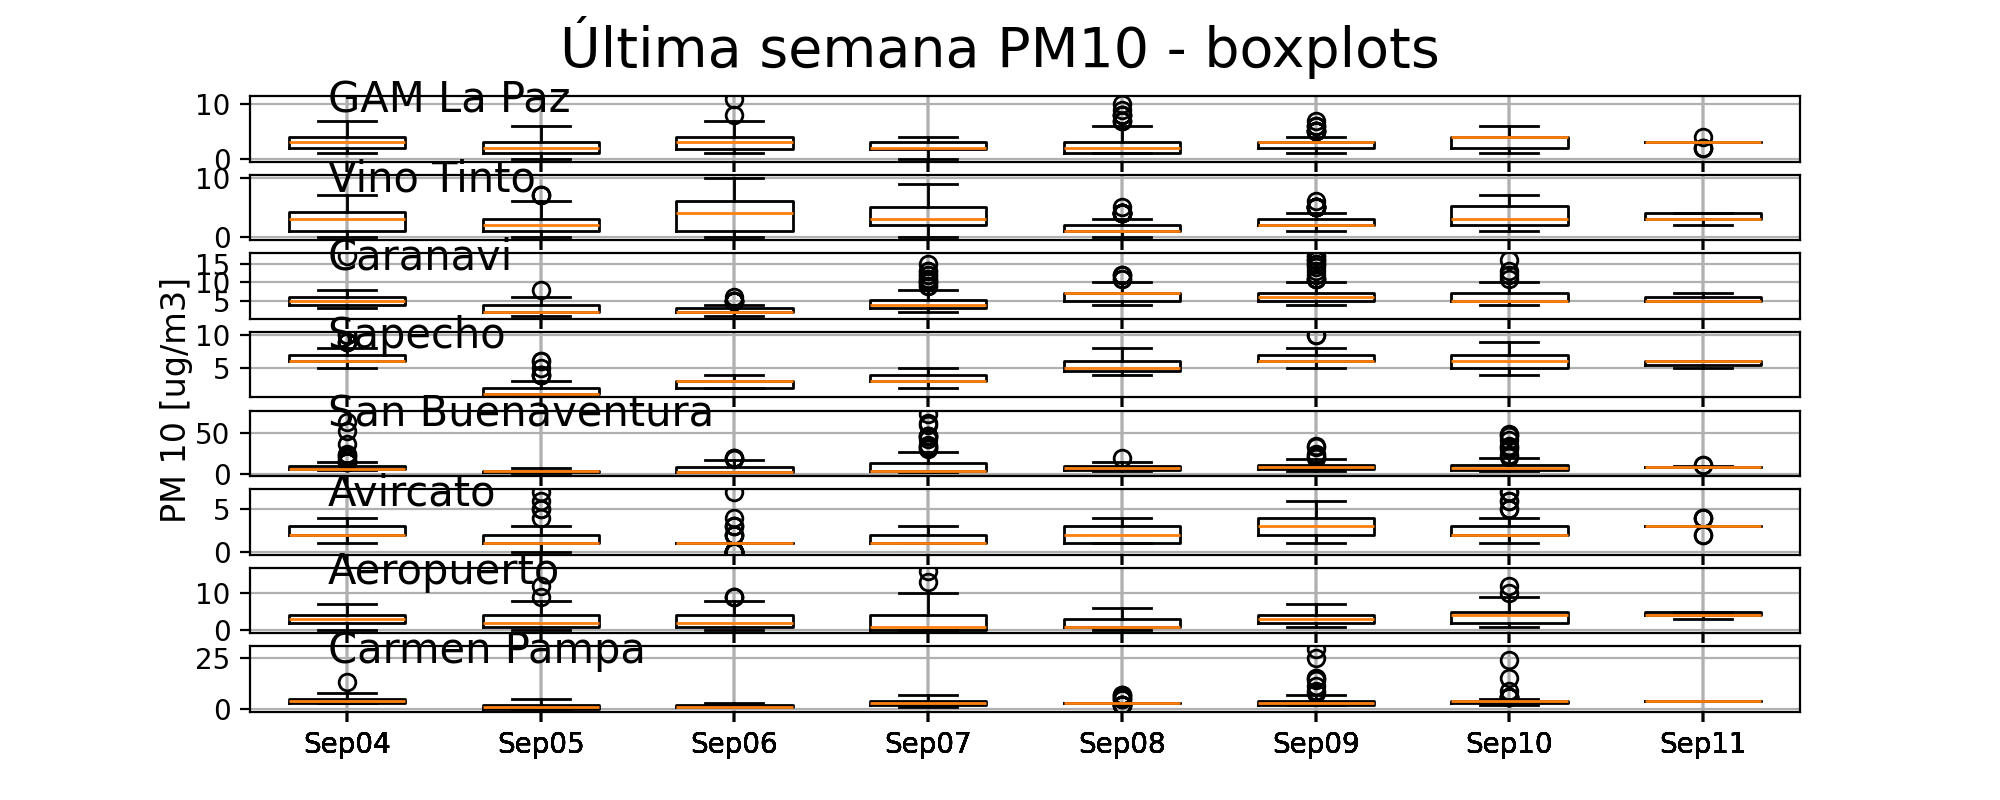 Última semana PM10 - boxplots
GAM La Paz
10
0
Vino Tinto
10
0
Caranavi
15
10
5
Sapecho
10
5
San Buenaventura
50
0
Avircato
5
0
Aeropuerto
10
0
Carmen Pampa
25
0
PM 10 [ug/m3]
Sep04 Sep05 Sep06 Sep07 Sep08 Sep09 Sep10 Sep11